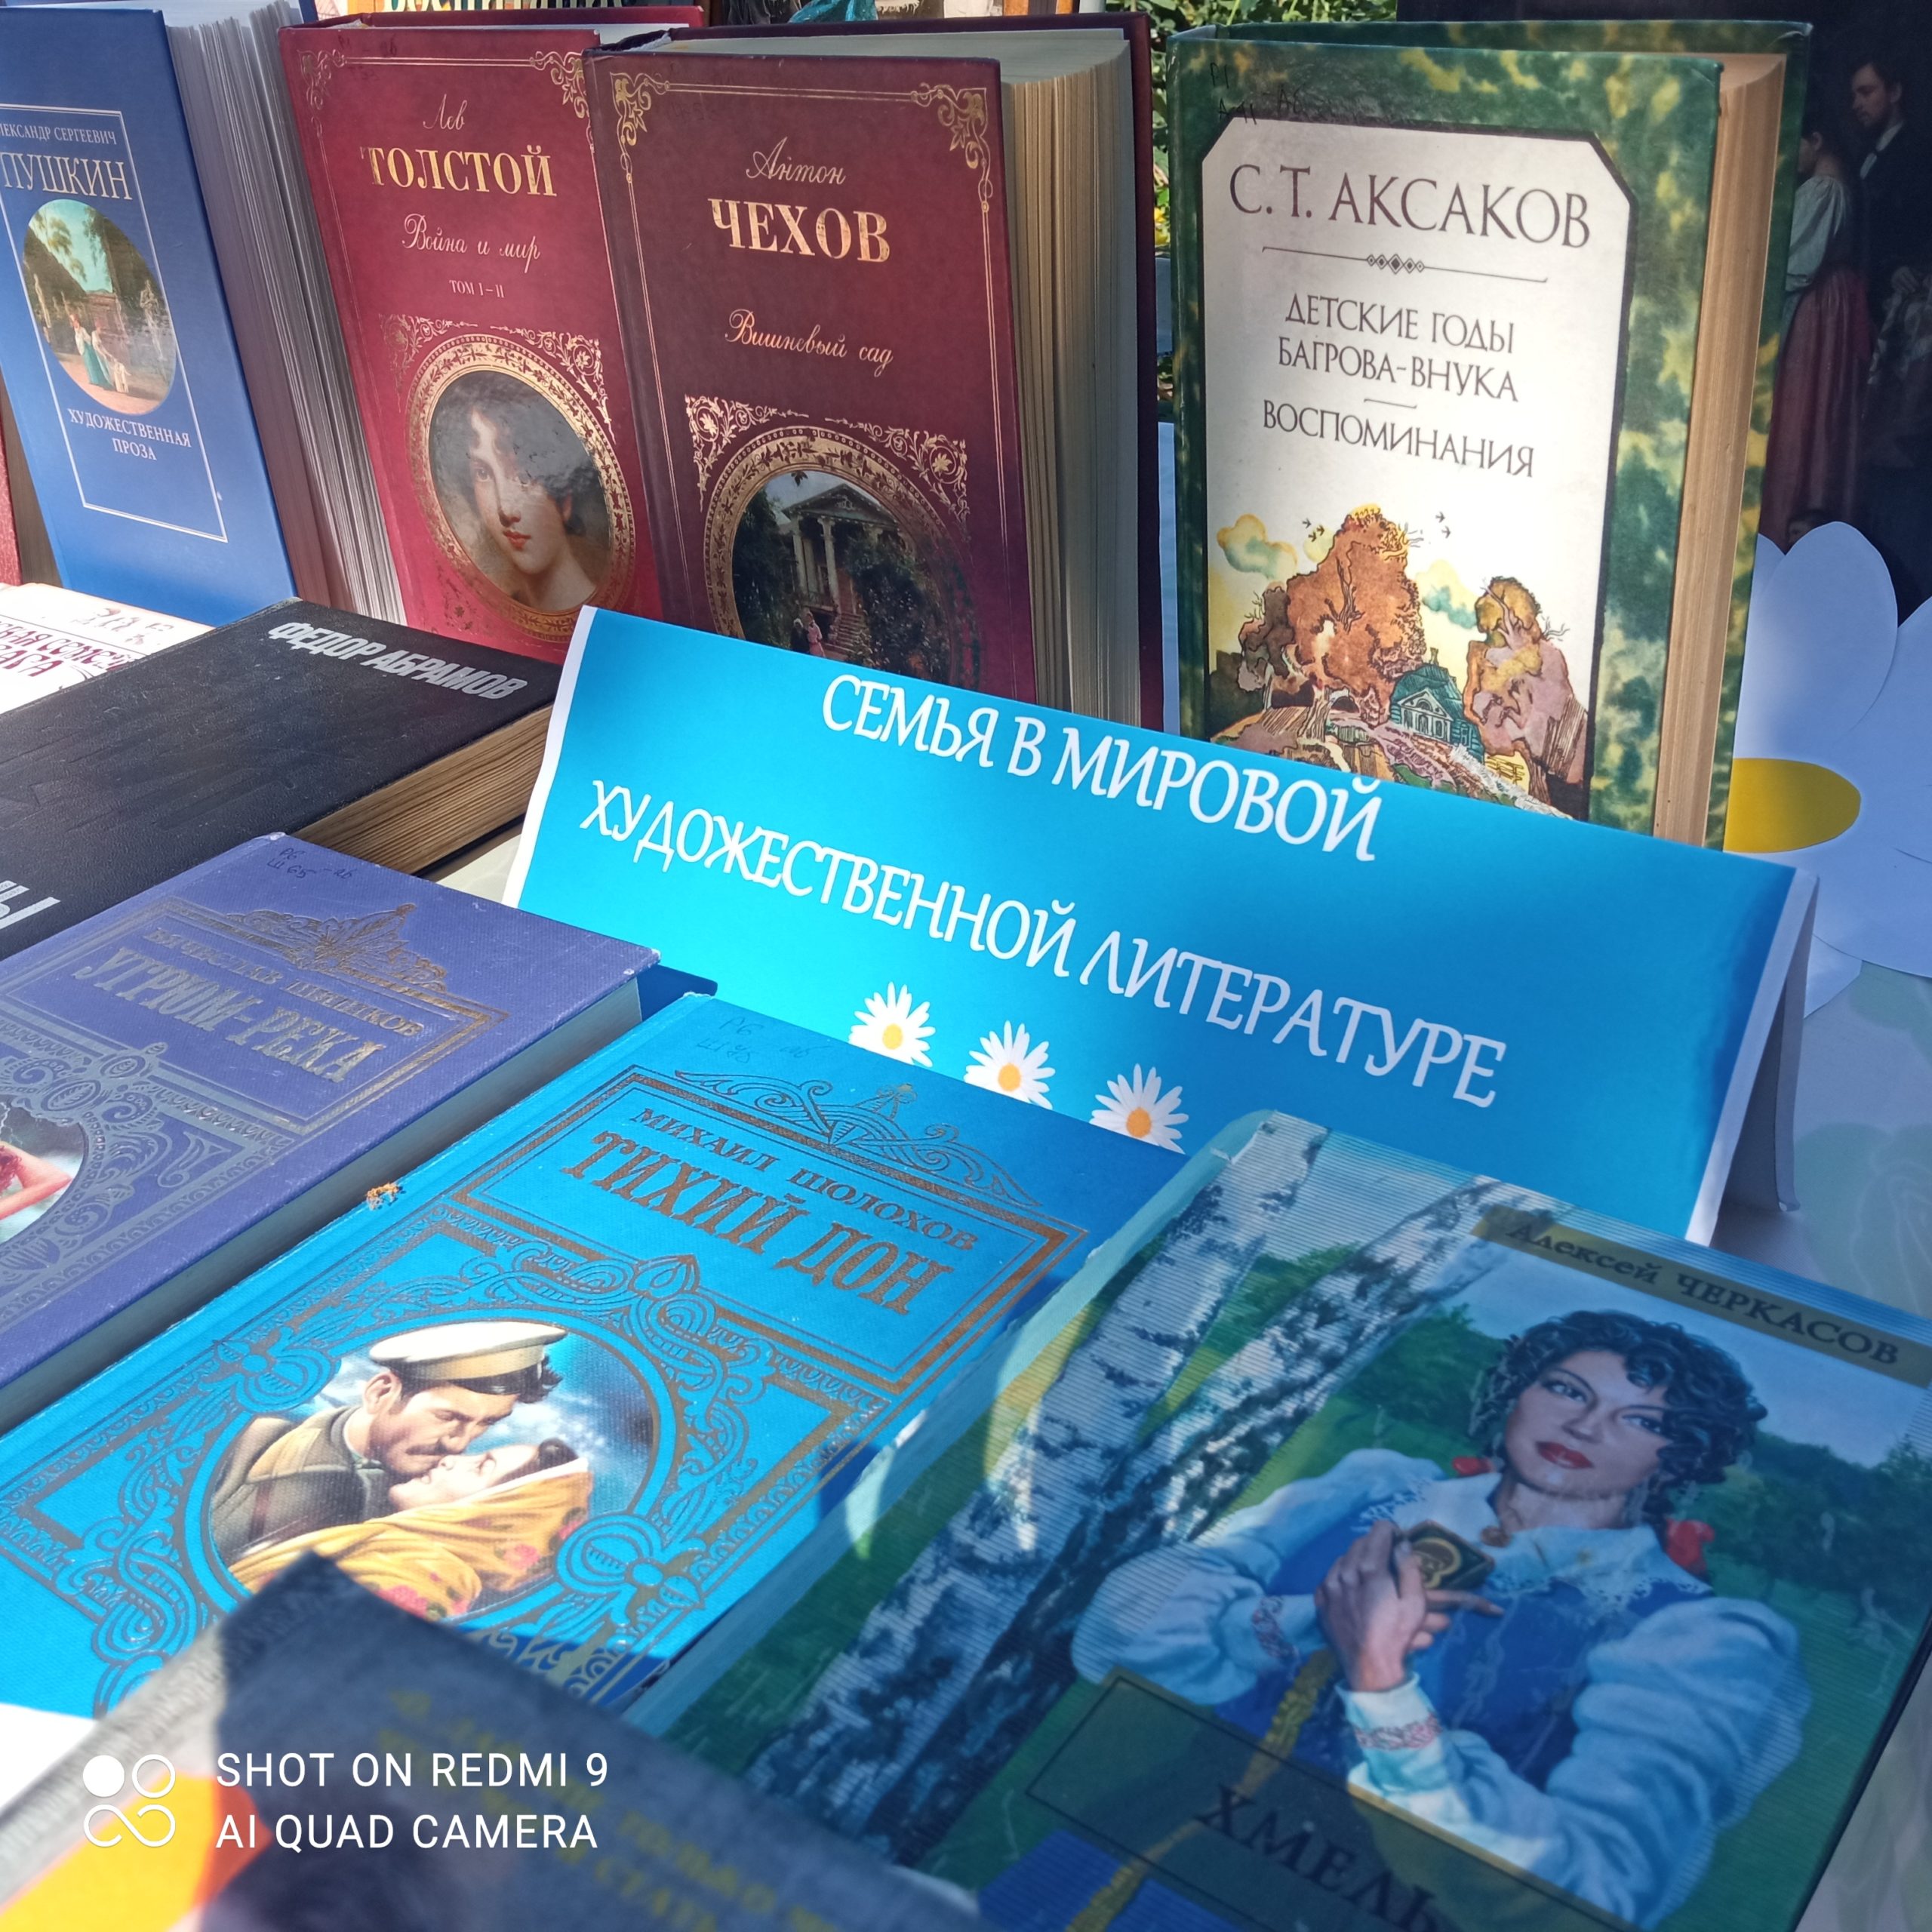 АЛЕКСАНДР СЕРГЕЕВИЧ
ПУШКИН
ХУДОЖЕСТВЕННАЯ
ПРОЗА
Лев
ТОЛСТОЙ
Война и мир
ТОМ I–II
Антон
ЧЕХОВ
Вишневый сад
С. Т. АКСАКОВ
ДЕТСКИЕ ГОДЫ
БАГРОВА-ВНУКА
ВОСПОМИНАНИЯ
ФЕДОР АБРАМОВ
СЕМЬЯ В МИРОВОЙ
ХУДОЖЕСТВЕННОЙ ЛИТЕРАТУРЕ
ВЯЧЕСЛАВ ШИШКОВ
УГРЮМ-РЕКА
МИХАИЛ ШОЛОХОВ
ТИХИЙ ДОН
Алексей ЧЕРКАСОВ
ХМЕЛЬ
SHOT ON REDMI 9
AI QUAD CAMERA